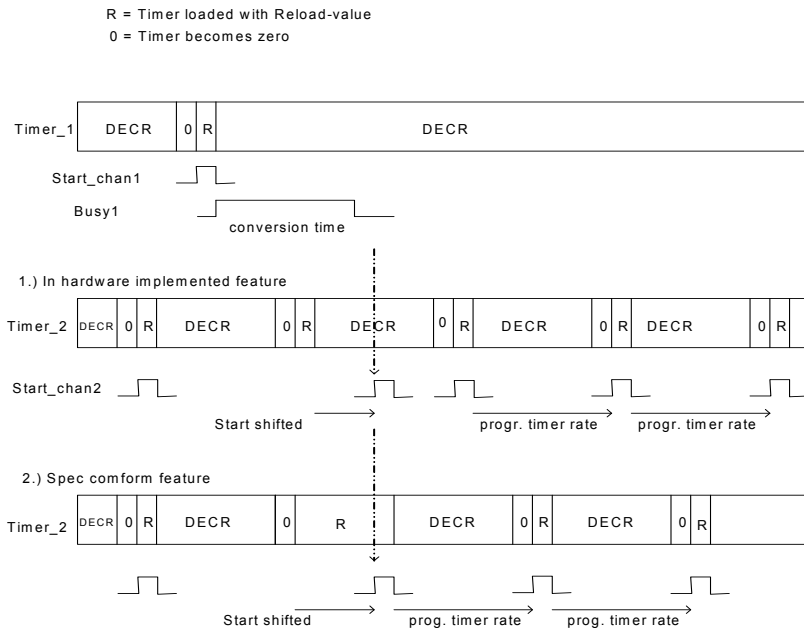 R = Timer loaded with Reload-value
0 = Timer becomes zero
Timer_1 DECR 0 R DECR
Start_chan1
Busy1
conversion time
1.) In hardware implemented feature
Timer_2 DECR 0 R DECR 0 R DECR 0 R DECR 0 R DECR 0 R
Start_chan2
Start shifted progr. timer rate progr. timer rate
2.) Spec comform feature
Timer_2 DECR 0 R DECR 0 R DECR 0 R DECR 0 R
Start shifted prog. timer rate prog. timer rate